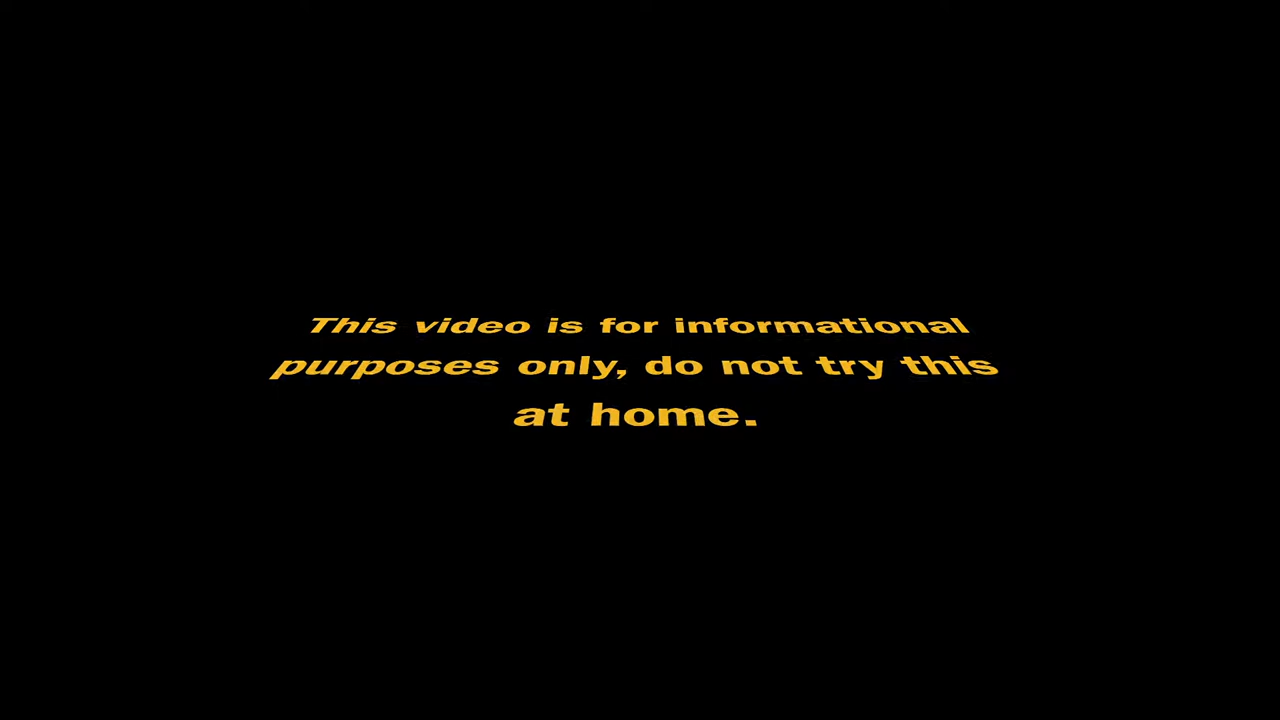 This video is for informational
purposes only, do not try this
at home.